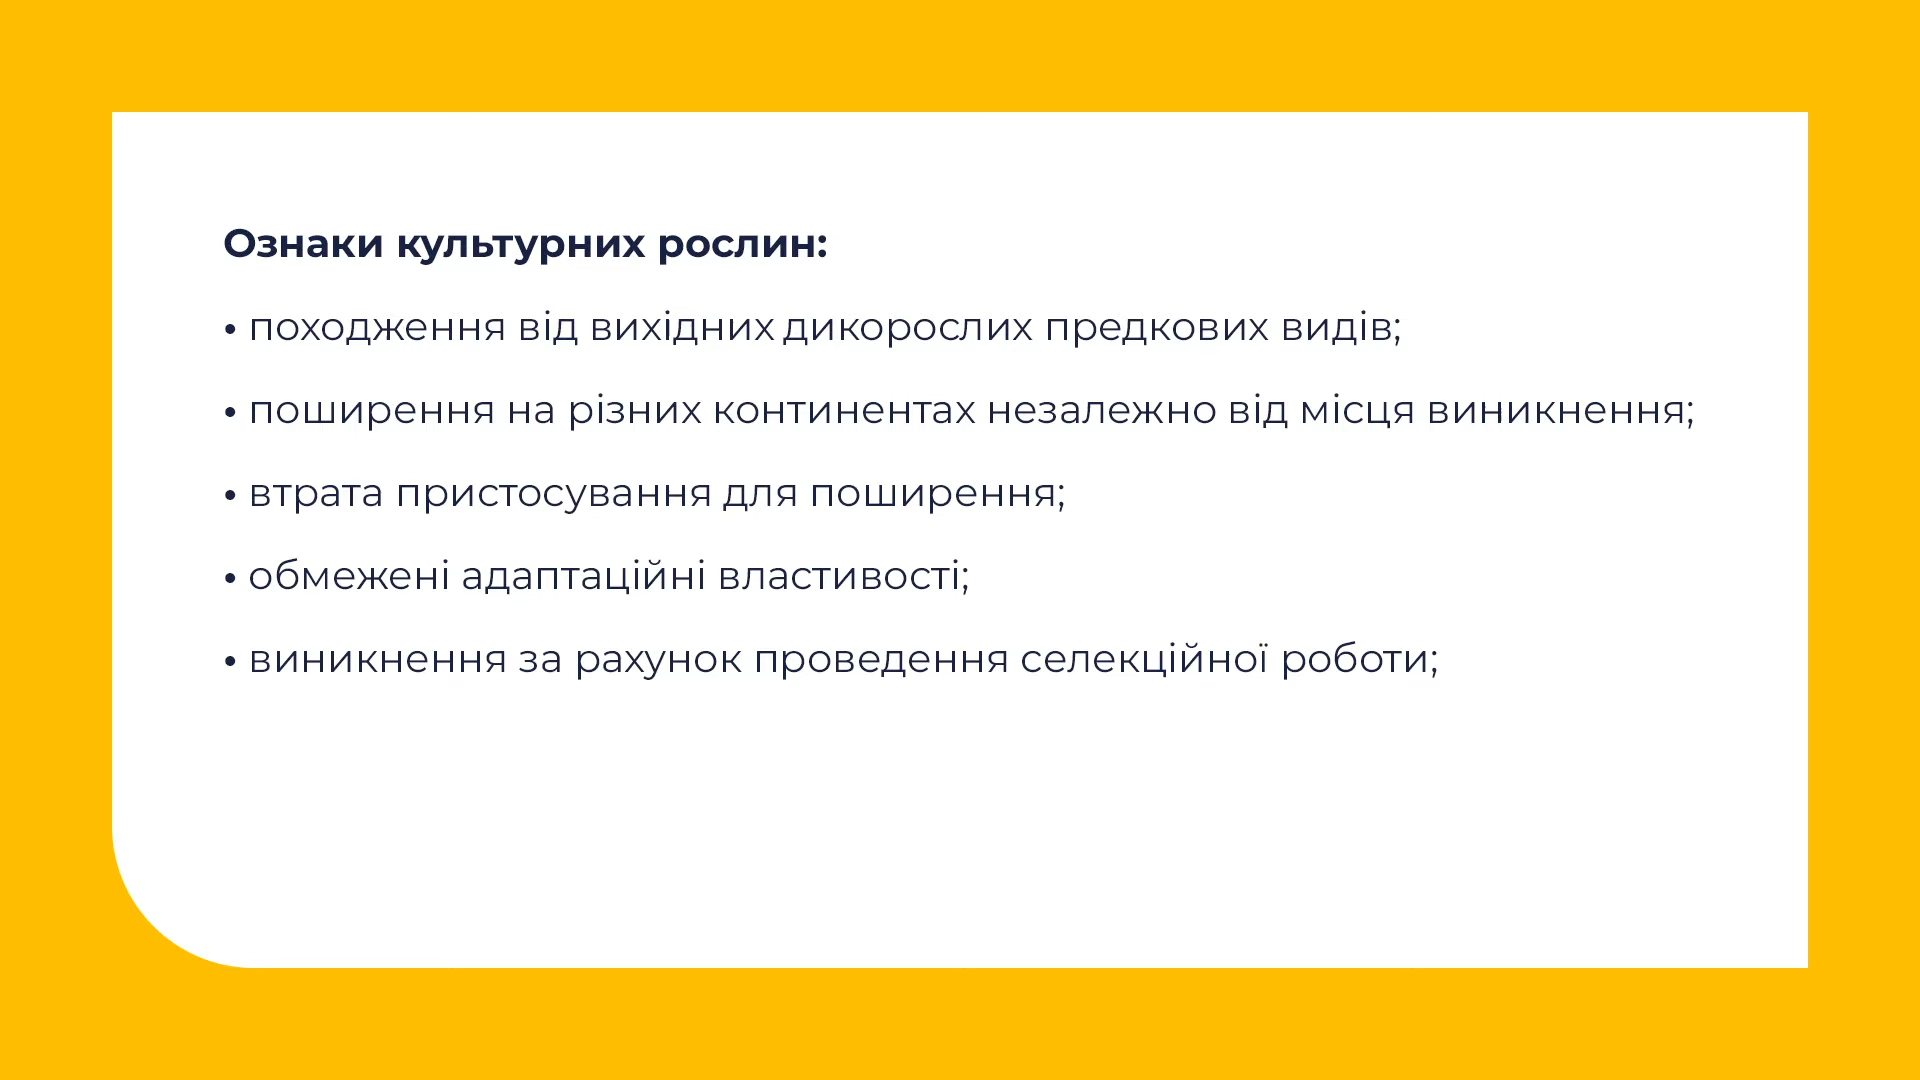 Ознаки культурних рослин:
• походження від вихідних дикорослих предкових видів;
• поширення на різних континентах незалежно від місця виникнення;
• втрата пристосування для поширення;
• обмежені адаптаційні властивості;
• виникнення за рахунок проведення селекційної роботи;